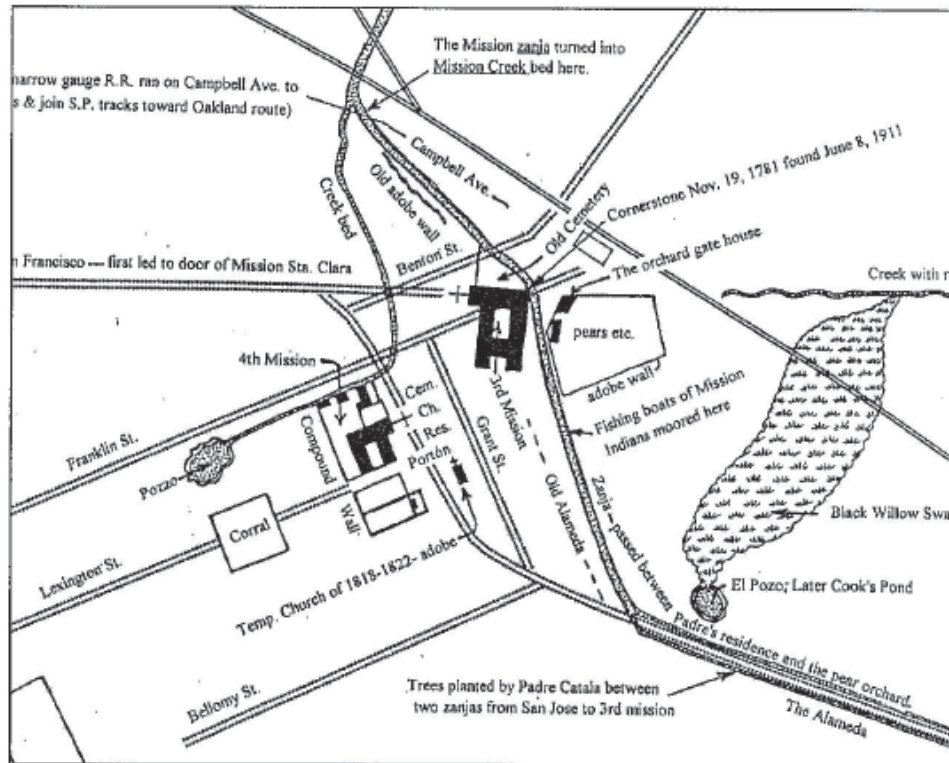 The Mission zanja turned into
Mission Creek bed here.
narrow gauge R.R. ran on Campbell Ave. to
s & join S.P. tracks toward Oakland route)
Campbell Ave.
Old adobe wall
Creek bed
Cornerstone Nov. 19, 1781 found June 8, 1911
Old Cemetery
Benton St.
The orchard gate house
n Francisco — first led to door of Mission Sta. Clara
Creek with r
pears etc.
adobe wall
4th Mission
3rd Mission
Fishing boats of Mission
Indians moored here
Cem.
Ch.
Res.
Portón
Grant St.
Franklin St.
Pozzo
Compound
Wall
Corral
Old Alameda
Zanja - passed between
Padre's residence and the pear orchard.
Black Willow Swa
Lexington St.
Temp. Church of 1818-1822- adobe
El Pozo; Later Cook's Pond
Bellomy St.
Trees planted by Padre Catala between
two zanjas from San Jose to 3rd mission
The Alameda